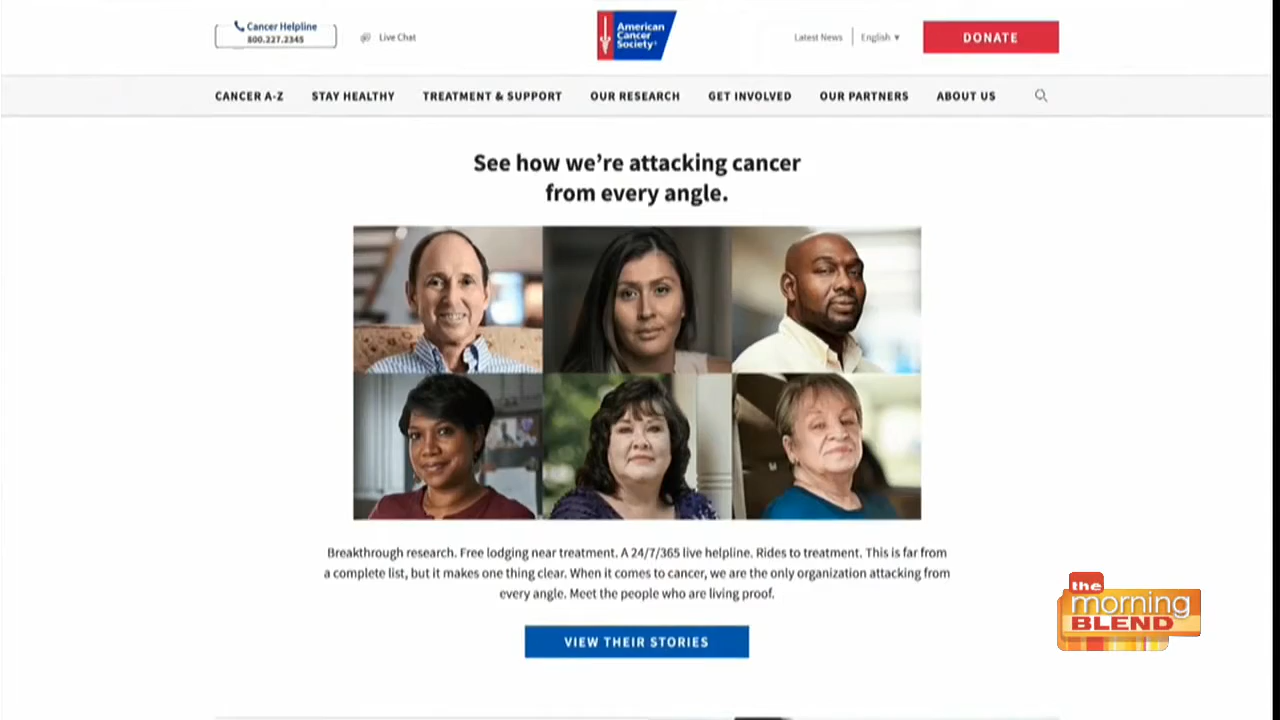 Cancer Helpline
800.227.2345
Live Chat
American
Cancer
Society
Latest News
English
DONATE
CANCER A-Z
STAY HEALTHY
TREATMENT & SUPPORT
OUR RESEARCH
GET INVOLVED
OUR PARTNERS
ABOUT US
See how we're attacking cancer
from every angle.
Breakthrough research. Free lodging near treatment. A 24/7/365 live helpline. Rides to treatment. This is far from
a complete list, but it makes one thing clear. When it comes to cancer, we are the only organization attacking from
every angle. Meet the people who are living proof.
VIEW THEIR STORIES
the
morning
BLEND